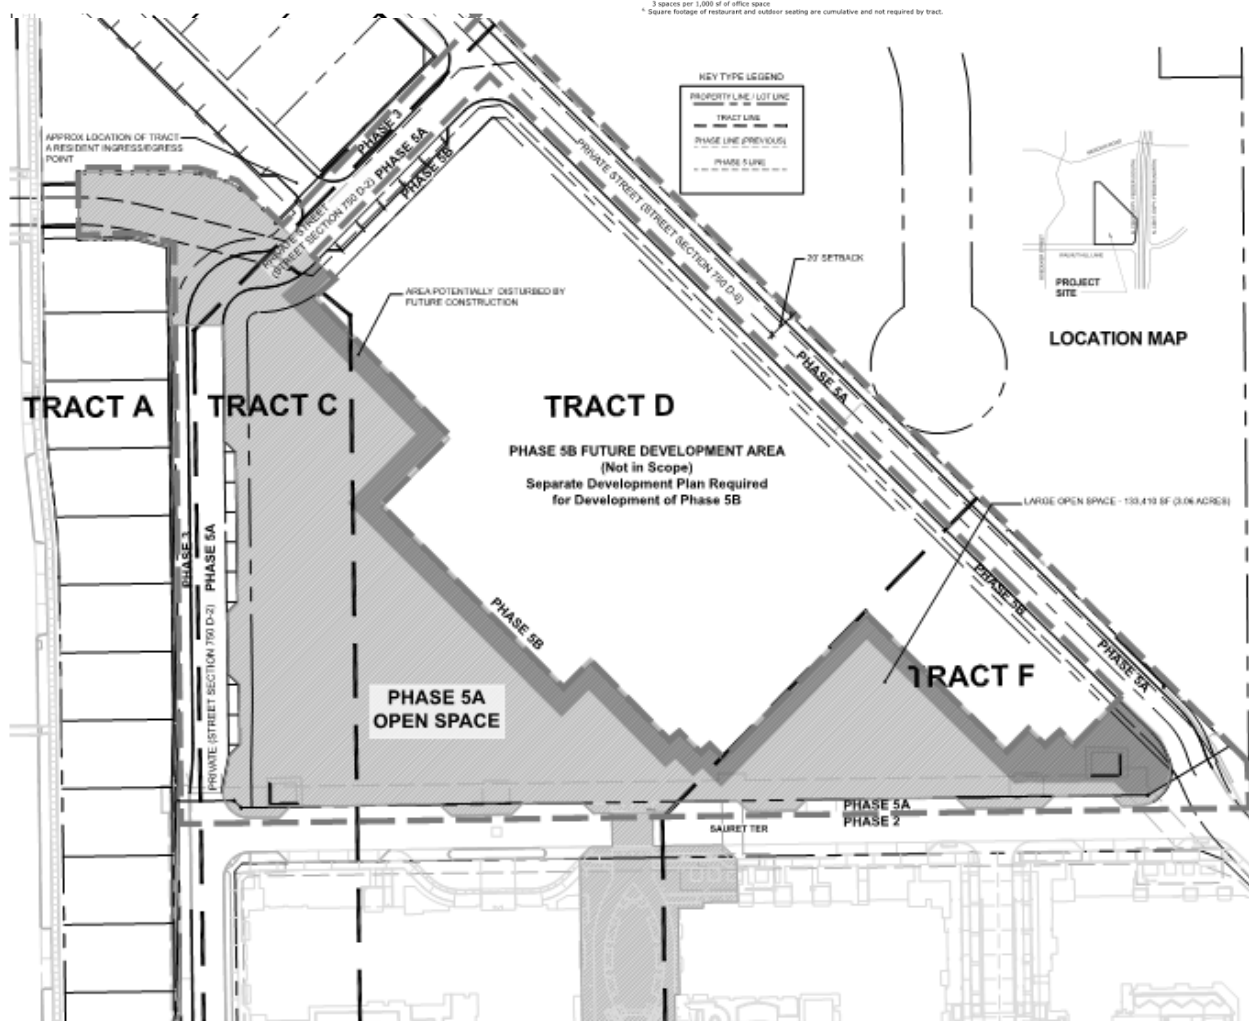 3 spaces per 1,000 sf of office space
Square footage of restaurant and outdoor seating are cumulative and not required by tract.
KEY TYPE LEGEND
PROPERTY LINE / LOT LINE
TRACT LINE
PHASE LINE (PREVIOUS)
PHASE 5 LINE
APPROX LOCATION OF TRACT
A RESIDENT INGRESS/EGRESS
POINT
PHASE 3
PHASE 5A
PHASE 5B
PRIVATE STREET
(STREET SECTION 750 D-2)
PRIVATE STREET (STREET SECTION 750 D-6)
20' SETBACK
PROJECT
SITE
LOCATION MAP
AREA POTENTIALLY DISTURBED BY
FUTURE CONSTRUCTION
PHASE 5A
TRACT A
TRACT C
TRACT D
PHASE 5B FUTURE DEVELOPMENT AREA
(Not in Scope)
Separate Development Plan Required
for Development of Phase 5B
LARGE OPEN SPACE - 133,410 SF (3.06 ACRES)
PHASE 3
PHASE 5A
PRIVATE (STREET SECTION 750 D-2)
PHASE 5B
PHASE 5B
PHASE 5A
TRACT F
PHASE 5A
OPEN SPACE
PHASE 5A
PHASE 2
SAURET TER